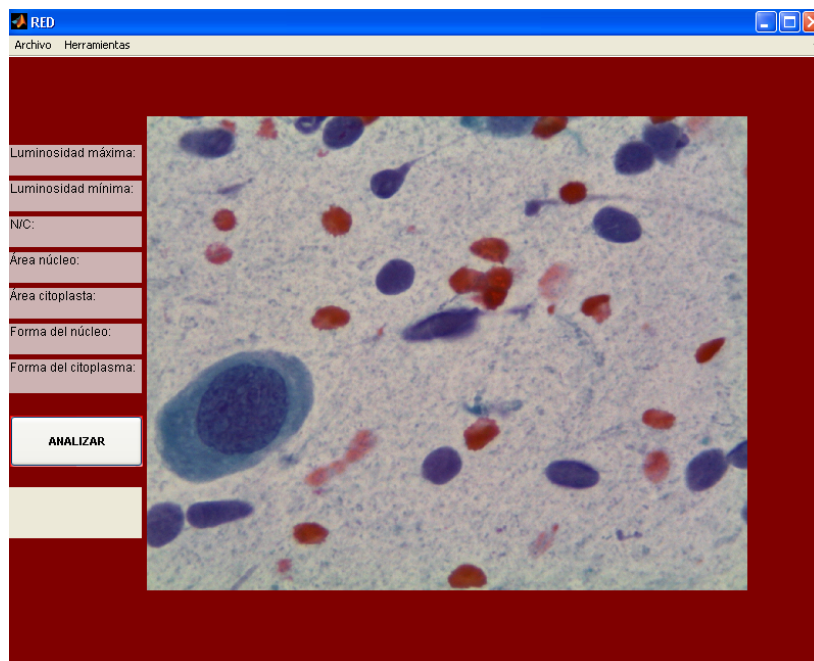 RED
Archivo Herramientas
Luminosidad máxima:
Luminosidad mínima:
N/C:
Área núcleo:
Área citoplasta:
Forma del núcleo:
Forma del citoplasma:
ANALIZAR